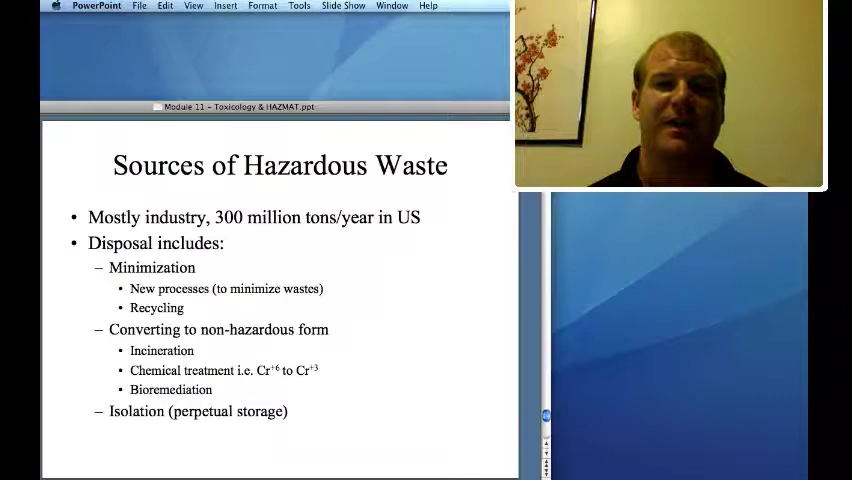 PowerPoint File Edit View Insert Format Tools Slide Show Window Help
Module 11 – Toxicology & HAZMAT.ppt
Sources of Hazardous Waste
• Mostly industry, 300 million tons/year in US
• Disposal includes:
– Minimization
• New processes (to minimize wastes)
• Recycling
– Converting to non-hazardous form
• Incineration
• Chemical treatment i.e. Cr⁺⁶ to Cr⁺³
• Bioremediation
– Isolation (perpetual storage)